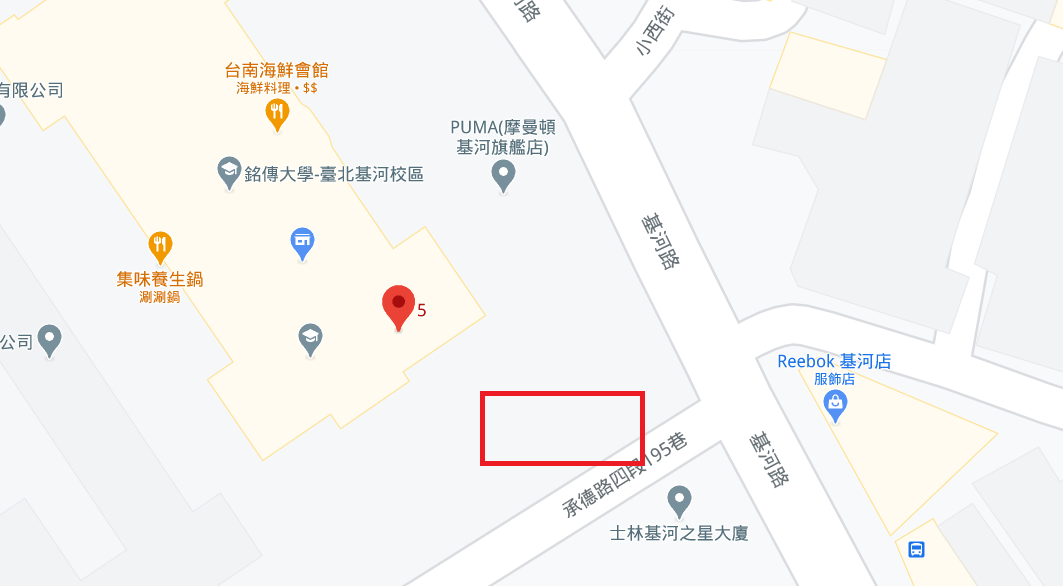 河路
小西街
台南海鮮會館
海鮮料理 • $$
有限公司
PUMA(摩曼頓
基河旗艦店)
銘傳大學-臺北基河校區
基河路
集味養生鍋
涮涮鍋
5
公司
Reebok 基河店
服飾店
承德路四段195巷
基河路
士林基河之星大廈